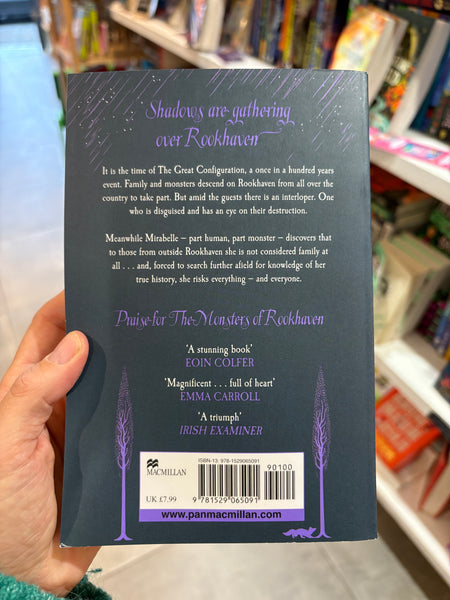 Shadows are gathering
over Rookhaven
It is the time of The Great Configuration, a once in a hundred years
event. Family and monsters descend on Rookhaven from all over the
country to take part. But amid the guests there is an interloper. One
who is disguised and has an eye on their destruction.
Meanwhile Mirabelle – part human, part monster – discovers that
to those from outside Rookhaven she is not considered family at
all . . . and, forced to search further afield for knowledge of her
true history, she risks everything – and everyone.
Praise for The Monsters of Rookhaven
'A stunning book'
EOIN COLFER
'Magnificent . . . full of heart'
EMMA CARROLL
'A triumph'
IRISH EXAMINER
ISBN-13: 978-1529065091
90100
MACMILLAN
UK £7.99
9 781529 065091
www.panmacmillan.com